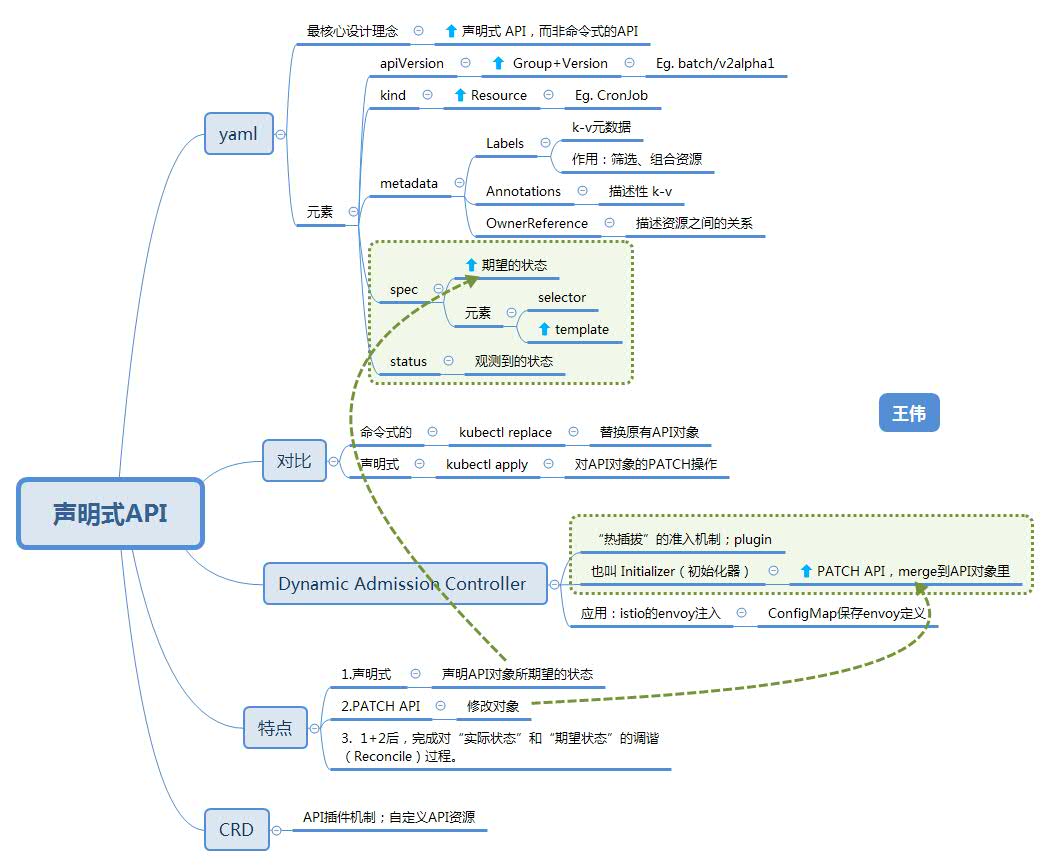 最核心设计理念
声明式 API，而非命令式的API
apiVersion
Group+Version
Eg. batch/v2alpha1
kind
Resource
Eg. CronJob
yaml
k-v元数据
Labels
作用：筛选、组合资源
metadata
Annotations
描述性 k-v
元素
OwnerReference
描述资源之间的关系
期望的状态
spec
selector
元素
template
status
观测到的状态
王伟
命令式的
kubectl replace
替换原有API对象
对比
声明式
kubectl apply
对API对象的PATCH操作
声明式API
“热插拔”的准入机制；plugin
也叫 Initializer（初始化器）
PATCH API，merge到API对象里
Dynamic Admission Controller
应用：istio的envoy注入
ConfigMap保存envoy定义
1.声明式
声明API对象所期望的状态
2.PATCH API
修改对象
特点
3. 1+2后，完成对“实际状态”和“期望状态”的调谐
（Reconcile）过程。
API插件机制；自定义API资源
CRD